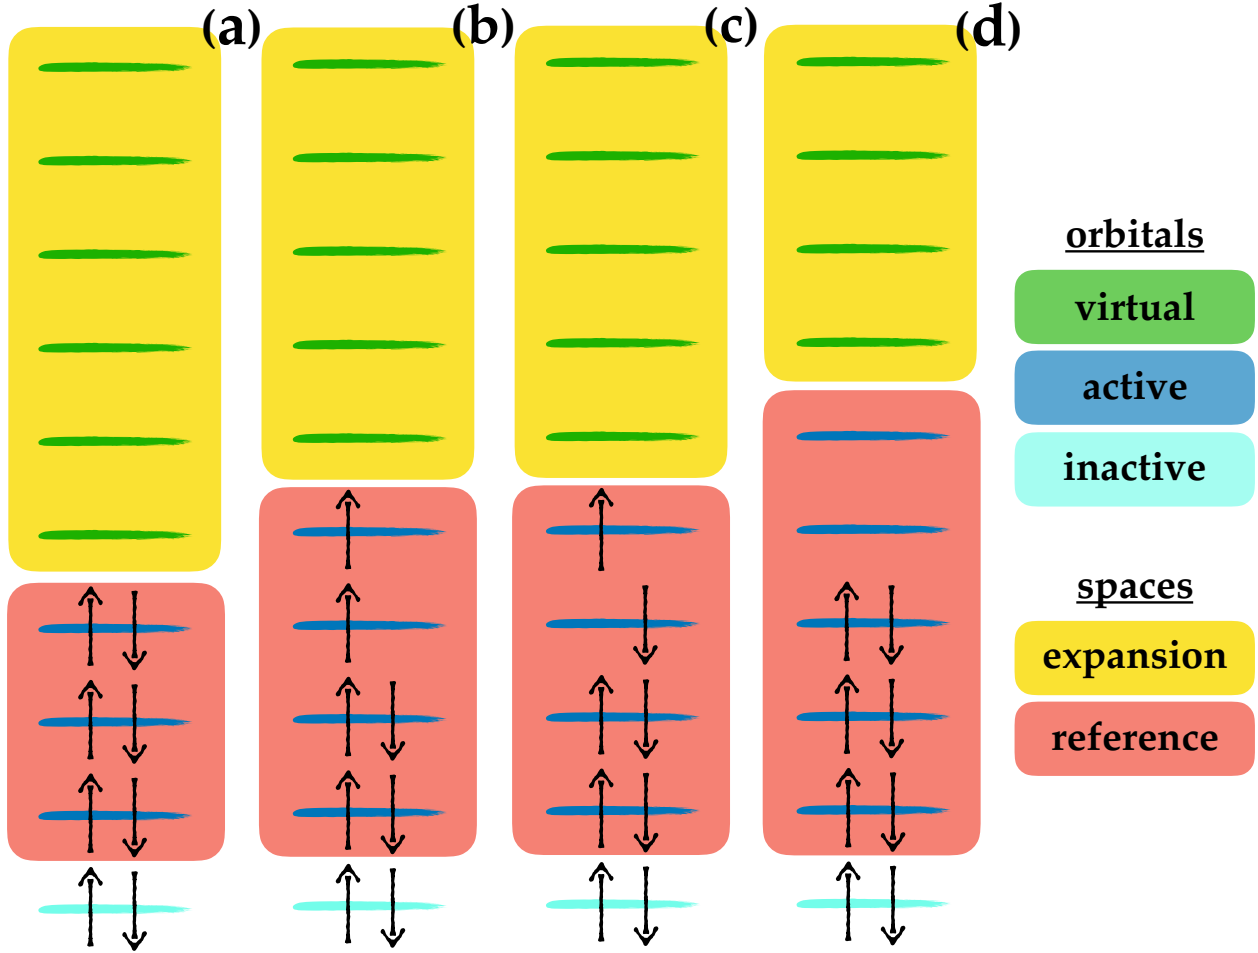 (a)
(b)
(c)
(d)
orbitals
virtual
active
inactive
spaces
expansion
reference